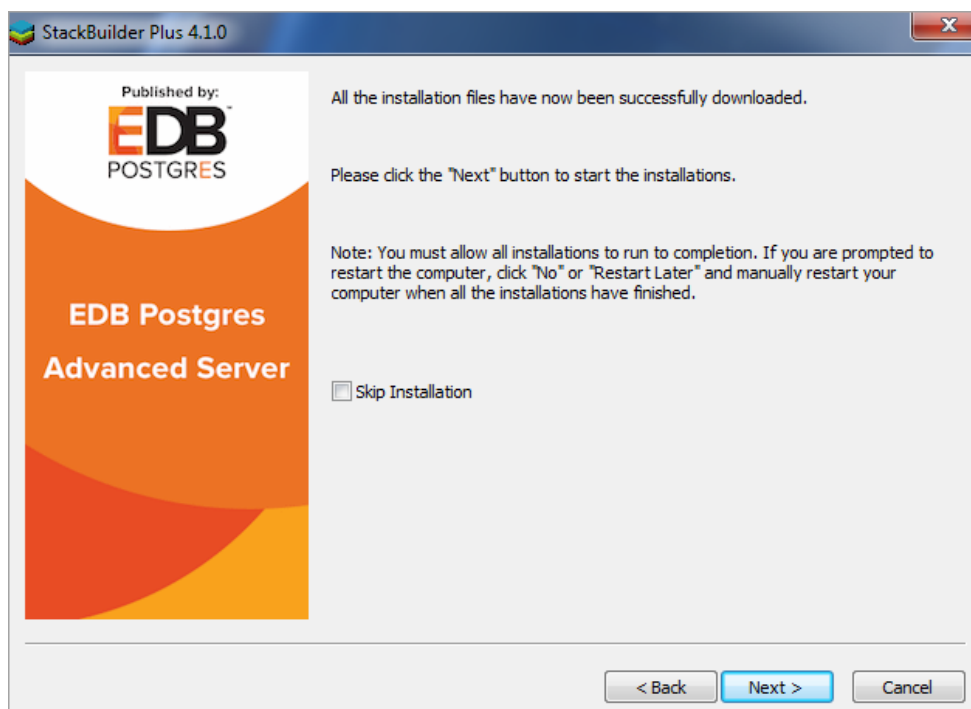 StackBuilder Plus 4.1.0
Published by:
EDB™
POSTGRES
EDB Postgres
Advanced Server
All the installation files have now been successfully downloaded.
Please click the "Next" button to start the installations.
Note: You must allow all installations to run to completion. If you are prompted to
restart the computer, click "No" or "Restart Later" and manually restart your
computer when all the installations have finished.
Skip Installation
< Back
Next >
Cancel